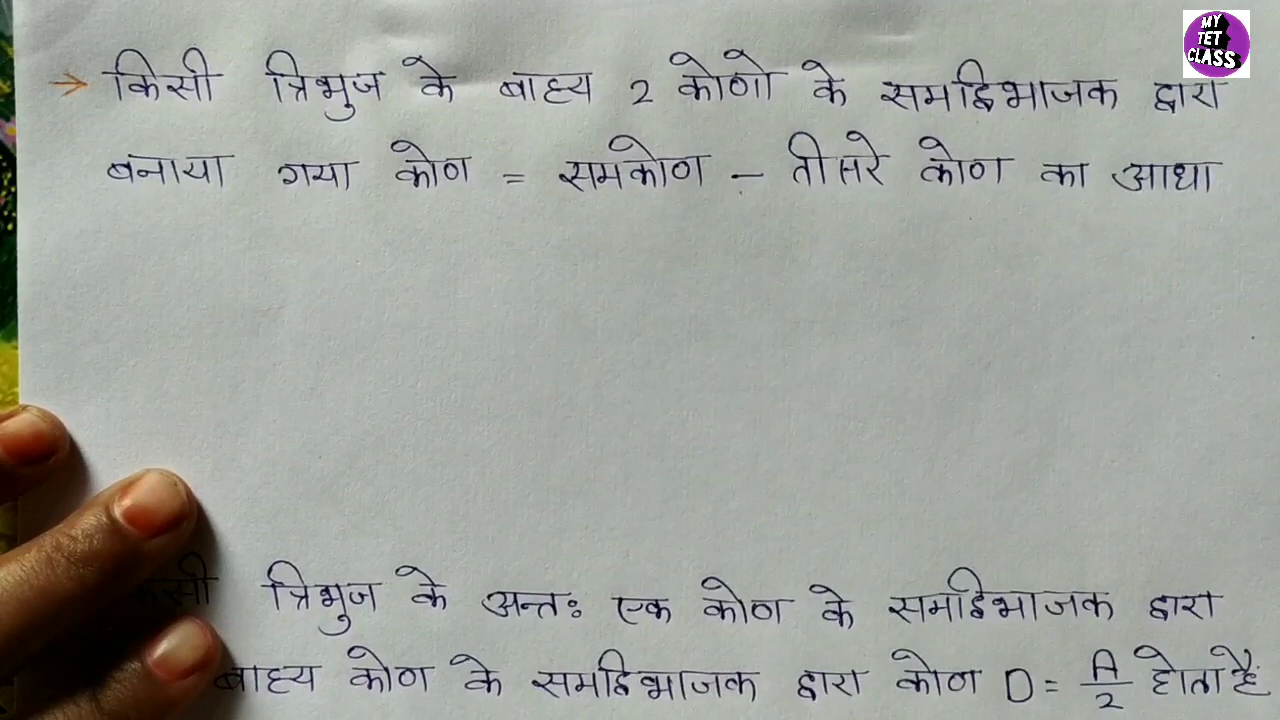 MY TET CLASS
→ किसी त्रिभुज के बाह्य 2 कोणो के समद्विभाजक द्वारा
बनाया गया कोण = समकोण - तीसरे कोण का आधा
किसी त्रिभुज के अन्तः एक कोण के समद्विभाजक द्वारा
बाह्य कोण के समद्विभाजक द्वारा कोण D = A/2 होता है